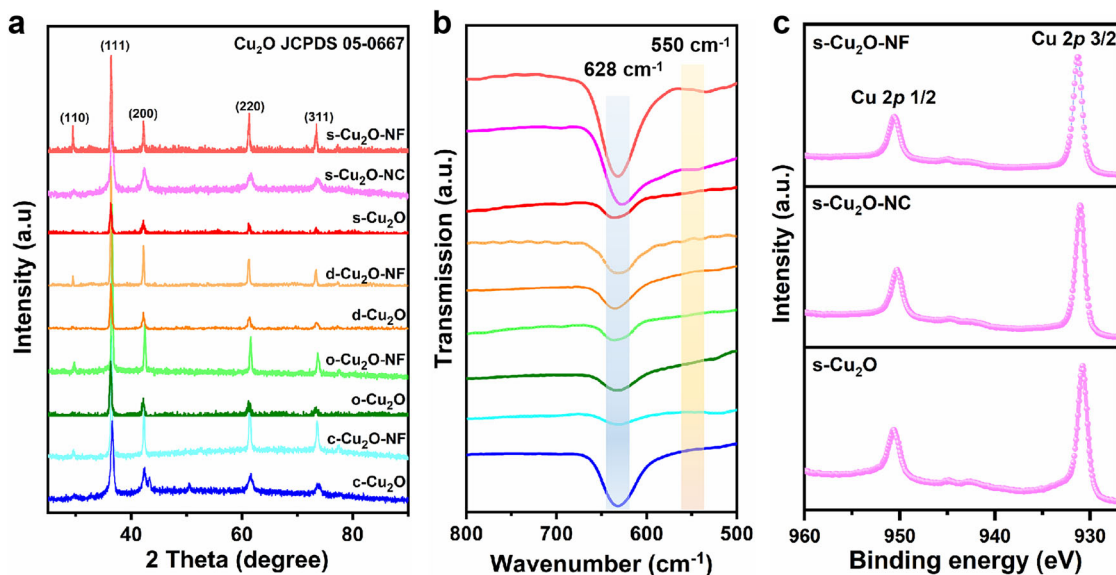 a
Cu₂O JCPDS 05-0667
(111)
(110)
(200)
(220)
(311)
s-Cu₂O-NF
s-Cu₂O-NC
s-Cu₂O
d-Cu₂O-NF
d-Cu₂O
o-Cu₂O-NF
o-Cu₂O
c-Cu₂O-NF
c-Cu₂O
Intensity (a.u)
40 60 80
2 Theta (degree)
b
550 cm⁻¹
628 cm⁻¹
Transmission (a.u.)
800 700 600 500
Wavenumber (cm⁻¹)
c
s-Cu₂O-NF
Cu 2p 3/2
Cu 2p 1/2
s-Cu₂O-NC
s-Cu₂O
Intensity (a.u.)
960 950 940 930
Binding energy (eV)